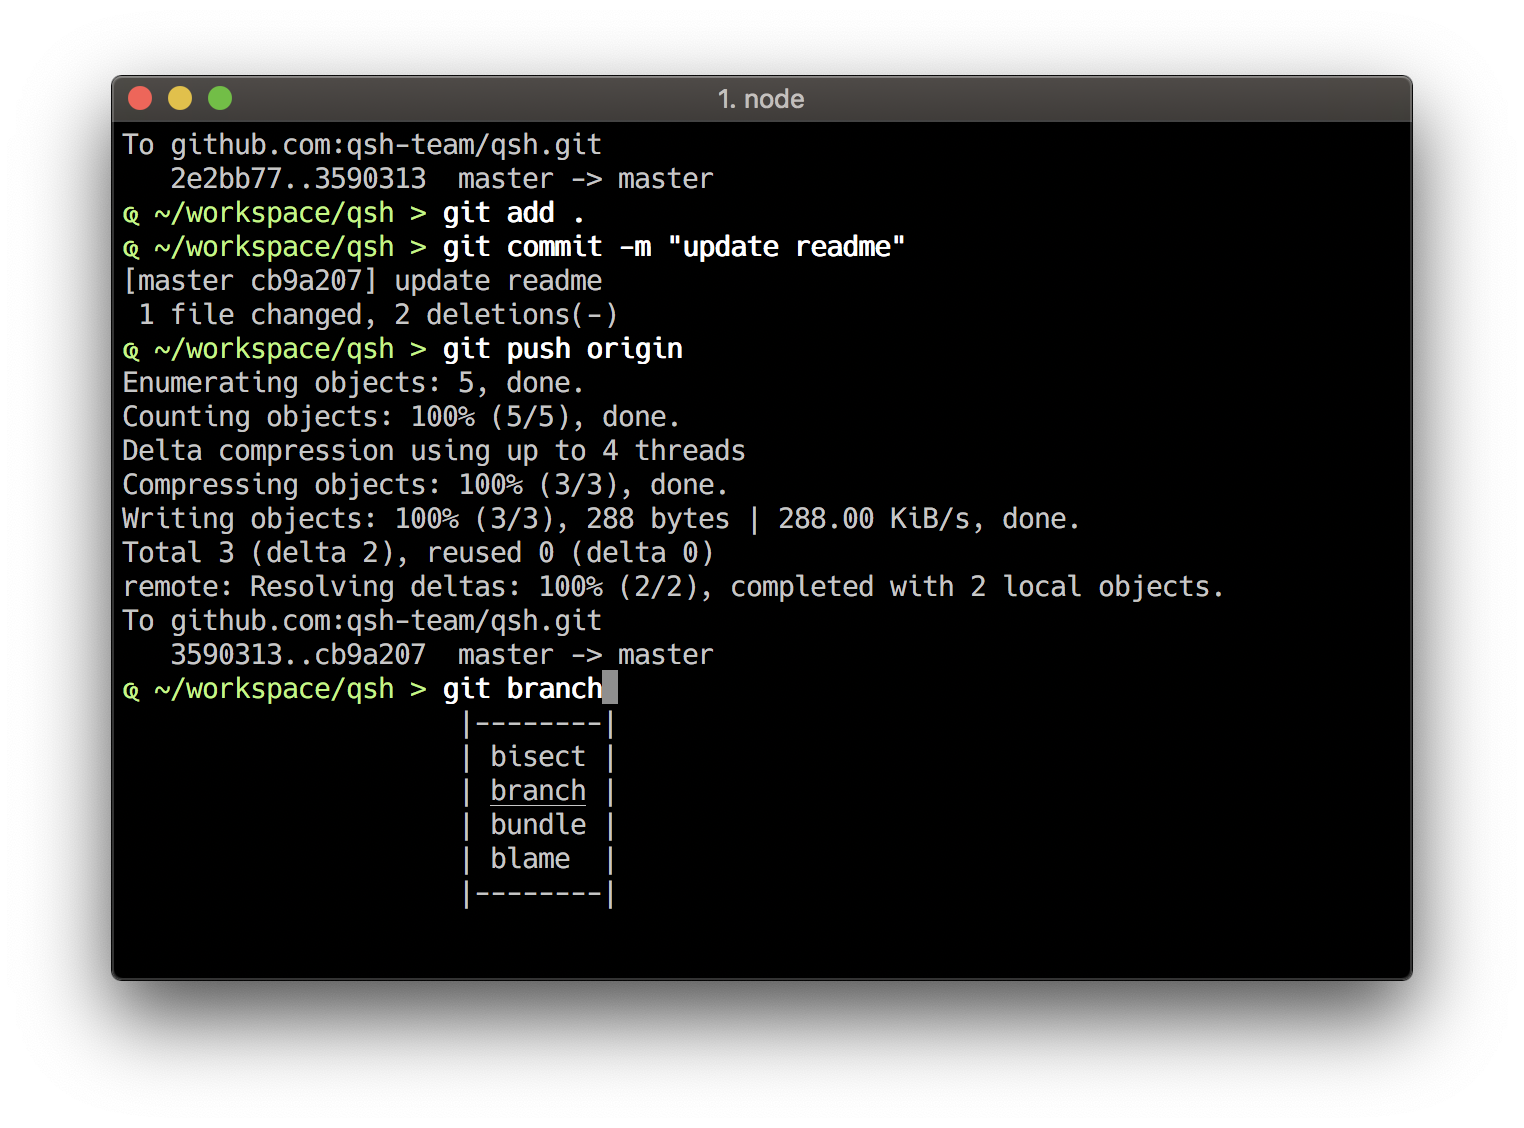 1. node
To github.com:qsh-team/qsh.git
   2e2bb77..3590313  master -> master
@ ~/workspace/qsh > git add .
@ ~/workspace/qsh > git commit -m "update readme"
[master cb9a207] update readme
 1 file changed, 2 deletions(-)
@ ~/workspace/qsh > git push origin
Enumerating objects: 5, done.
Counting objects: 100% (5/5), done.
Delta compression using up to 4 threads
Compressing objects: 100% (3/3), done.
Writing objects: 100% (3/3), 288 bytes | 288.00 KiB/s, done.
Total 3 (delta 2), reused 0 (delta 0)
remote: Resolving deltas: 100% (2/2), completed with 2 local objects.
To github.com:qsh-team/qsh.git
   3590313..cb9a207  master -> master
@ ~/workspace/qsh > git branch
|--------|
| bisect |
| branch |
| bundle |
| blame  |
|--------|